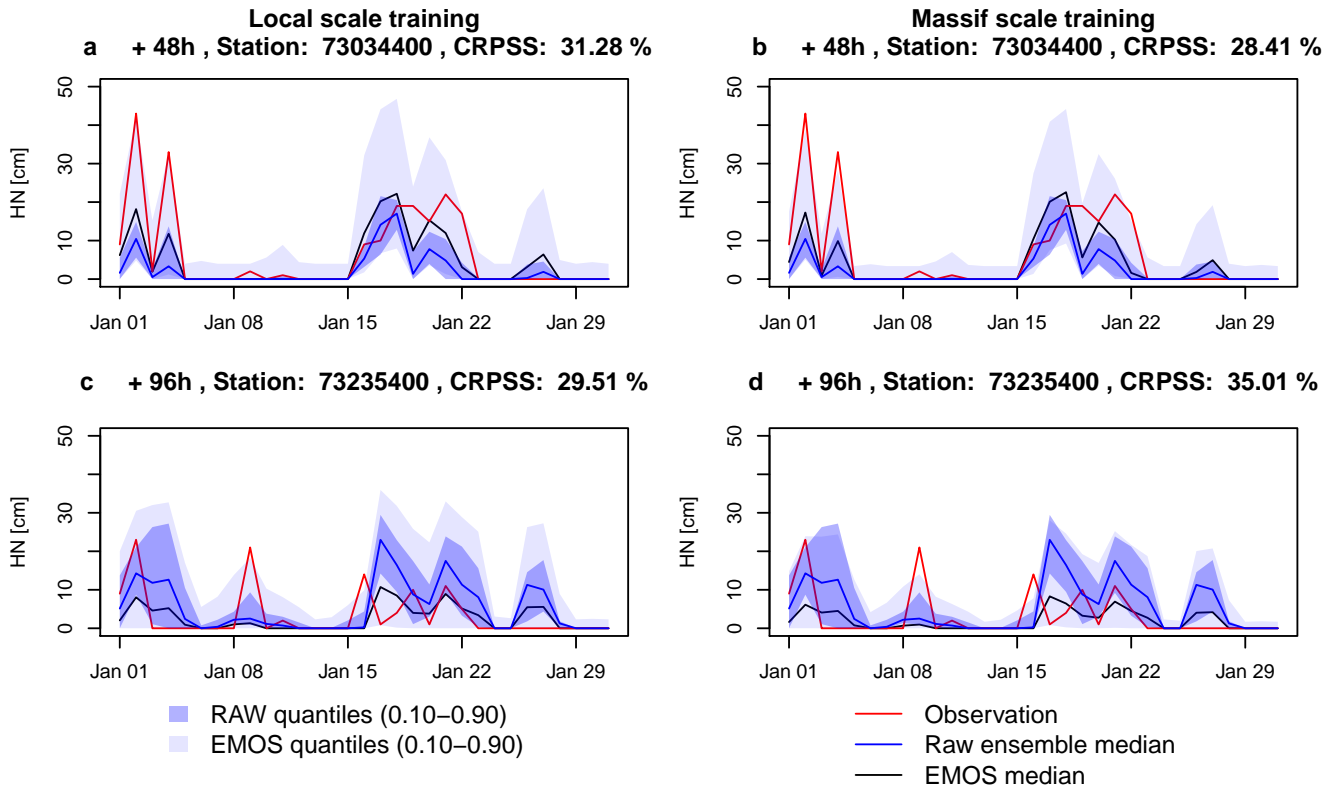 Local scale training
a + 48h , Station: 73034400 , CRPSS: 31.28 %
HN [cm]
50
30
10
0
Jan 01 Jan 08 Jan 15 Jan 22 Jan 29
Massif scale training
b + 48h , Station: 73034400 , CRPSS: 28.41 %
HN [cm]
50
30
10
0
Jan 01 Jan 08 Jan 15 Jan 22 Jan 29
c + 96h , Station: 73235400 , CRPSS: 29.51 %
HN [cm]
50
30
10
0
Jan 01 Jan 08 Jan 15 Jan 22 Jan 29
d + 96h , Station: 73235400 , CRPSS: 35.01 %
HN [cm]
50
30
10
0
Jan 01 Jan 08 Jan 15 Jan 22 Jan 29
RAW quantiles (0.10−0.90)
EMOS quantiles (0.10−0.90)
Observation
Raw ensemble median
EMOS median